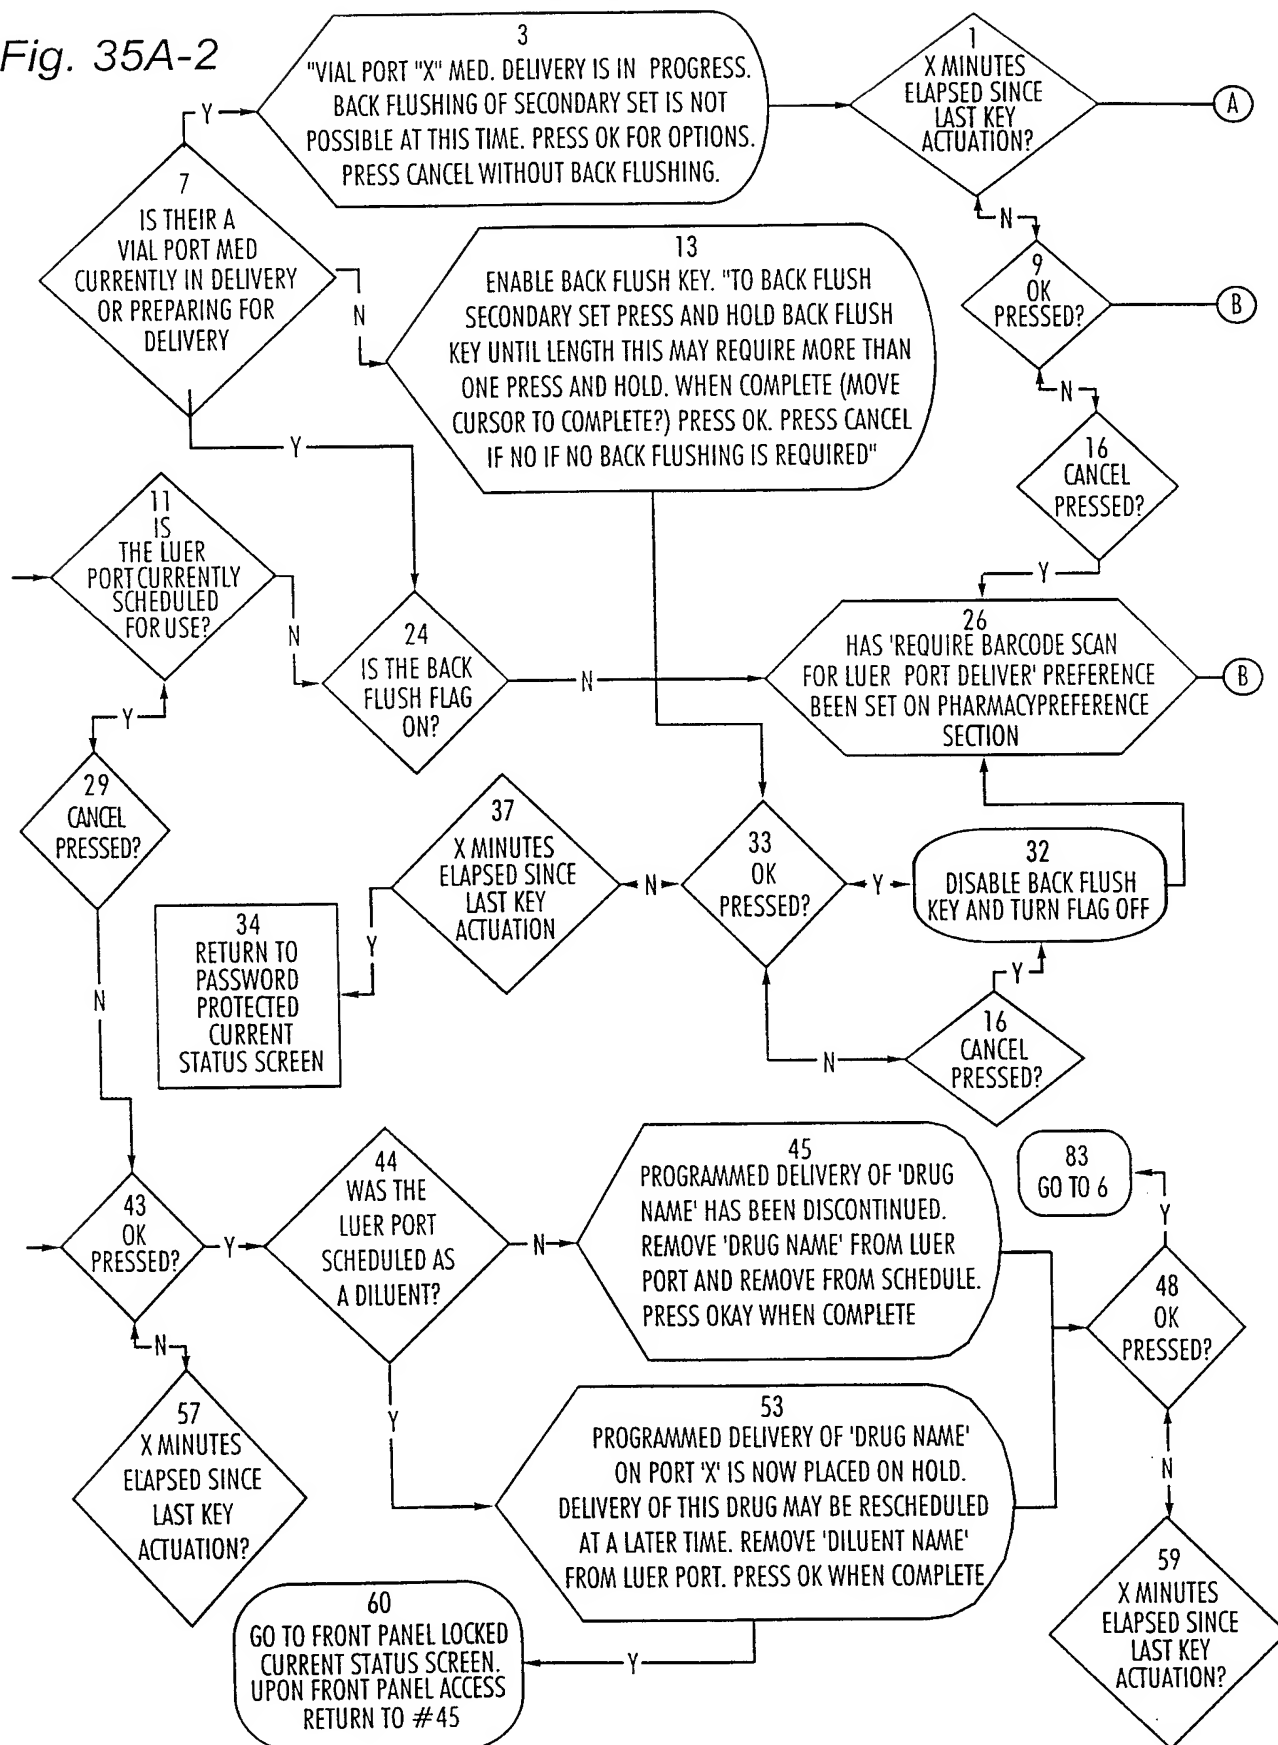 Fig. 35A-2
3
"VIAL PORT "X" MED. DELIVERY IS IN PROGRESS.
BACK FLUSHING OF SECONDARY SET IS NOT
POSSIBLE AT THIS TIME. PRESS OK FOR OPTIONS.
PRESS CANCEL WITHOUT BACK FLUSHING.
1
X MINUTES
ELAPSED SINCE
LAST KEY
ACTUATION?
A
Y
7
IS THEIR A
VIAL PORT MED
CURRENTLY IN DELIVERY
OR PREPARING FOR
DELIVERY
N
13
ENABLE BACK FLUSH KEY. "TO BACK FLUSH
SECONDARY SET PRESS AND HOLD BACK FLUSH
KEY UNTIL LENGTH THIS MAY REQUIRE MORE THAN
ONE PRESS AND HOLD. WHEN COMPLETE (MOVE
CURSOR TO COMPLETE?) PRESS OK. PRESS CANCEL
IF NO IF NO BACK FLUSHING IS REQUIRED"
N
9
OK
PRESSED?
B
N
Y
16
CANCEL
PRESSED?
Y
11
IS
THE LUER
PORT CURRENTLY
SCHEDULED
FOR USE?
N
24
IS THE BACK
FLUSH FLAG
ON?
N
26
HAS 'REQUIRE BARCODE SCAN
FOR LUER PORT DELIVER' PREFERENCE
BEEN SET ON PHARMACYPREFERENCE
SECTION
B
Y
29
CANCEL
PRESSED?
N
37
X MINUTES
ELAPSED SINCE
LAST KEY
ACTUATION
N
33
OK
PRESSED?
Y
32
DISABLE BACK FLUSH
KEY AND TURN FLAG OFF
Y
34
RETURN TO
PASSWORD
PROTECTED
CURRENT
STATUS SCREEN
N
Y
16
CANCEL
PRESSED?
43
OK
PRESSED?
Y
44
WAS THE
LUER PORT
SCHEDULED AS
A DILUENT?
N
45
PROGRAMMED DELIVERY OF 'DRUG
NAME' HAS BEEN DISCONTINUED.
REMOVE 'DRUG NAME' FROM LUER
PORT AND REMOVE FROM SCHEDULE.
PRESS OKAY WHEN COMPLETE
83
GO TO 6
Y
48
OK
PRESSED?
N
57
X MINUTES
ELAPSED SINCE
LAST KEY
ACTUATION?
Y
53
PROGRAMMED DELIVERY OF 'DRUG NAME'
ON PORT 'X' IS NOW PLACED ON HOLD.
DELIVERY OF THIS DRUG MAY BE RESCHEDULED
AT A LATER TIME. REMOVE 'DILUENT NAME'
FROM LUER PORT. PRESS OK WHEN COMPLETE
N
59
X MINUTES
ELAPSED SINCE
LAST KEY
ACTUATION?
60
GO TO FRONT PANEL LOCKED
CURRENT STATUS SCREEN.
UPON FRONT PANEL ACCESS
RETURN TO #45
Y